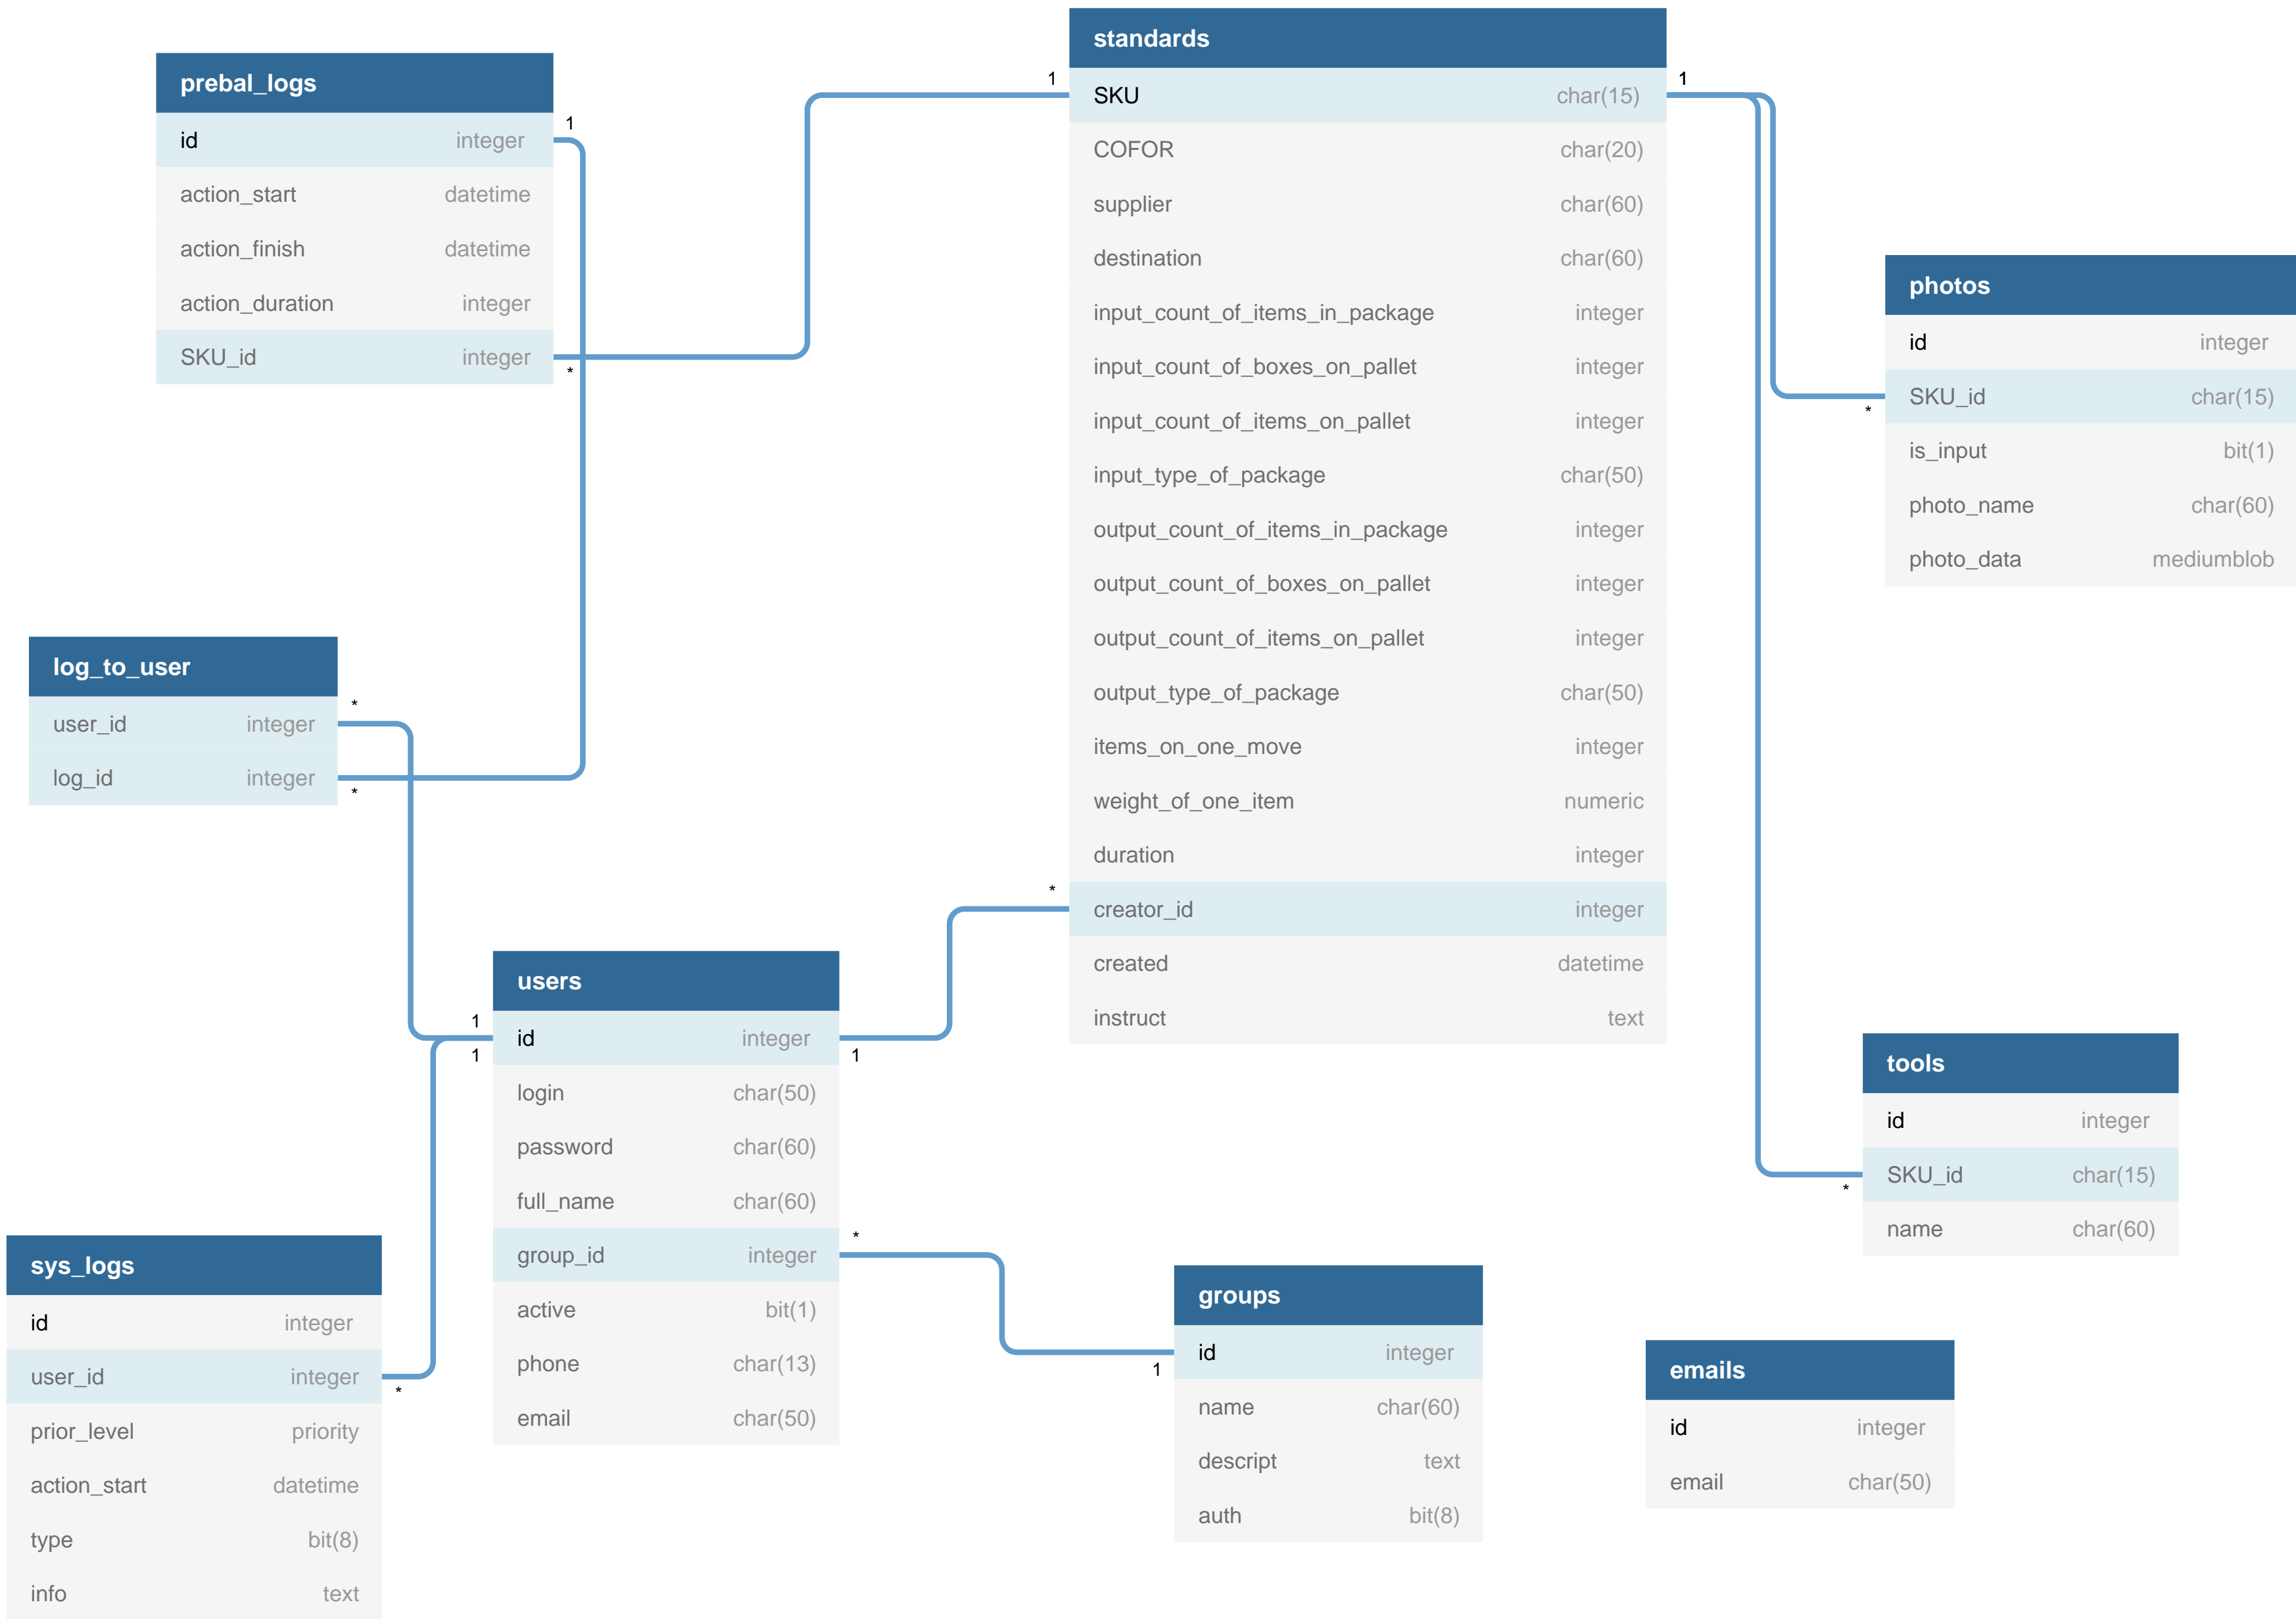 prebal_logs
id integer
action_start datetime
action_finish datetime
action_duration integer
SKU_id integer
1
*
1
standards
SKU char(15)
COFOR char(20)
supplier char(60)
destination char(60)
input_count_of_items_in_package integer
input_count_of_boxes_on_pallet integer
input_count_of_items_on_pallet integer
input_type_of_package char(50)
output_count_of_items_in_package integer
output_count_of_boxes_on_pallet integer
output_count_of_items_on_pallet integer
output_type_of_package char(50)
items_on_one_move integer
weight_of_one_item numeric
duration integer
creator_id integer
created datetime
instruct text
1
*
photos
id integer
SKU_id char(15)
is_input bit(1)
photo_name char(60)
photo_data mediumblob
*
log_to_user
user_id integer
log_id integer
*
*
users
id integer
login char(50)
password char(60)
full_name char(60)
group_id integer
active bit(1)
phone char(13)
email char(50)
1
1
1
*
tools
id integer
SKU_id char(15)
name char(60)
*
sys_logs
id integer
user_id integer
prior_level priority
action_start datetime
type bit(8)
info text
*
groups
id integer
name char(60)
descript text
auth bit(8)
1
emails
id integer
email char(50)